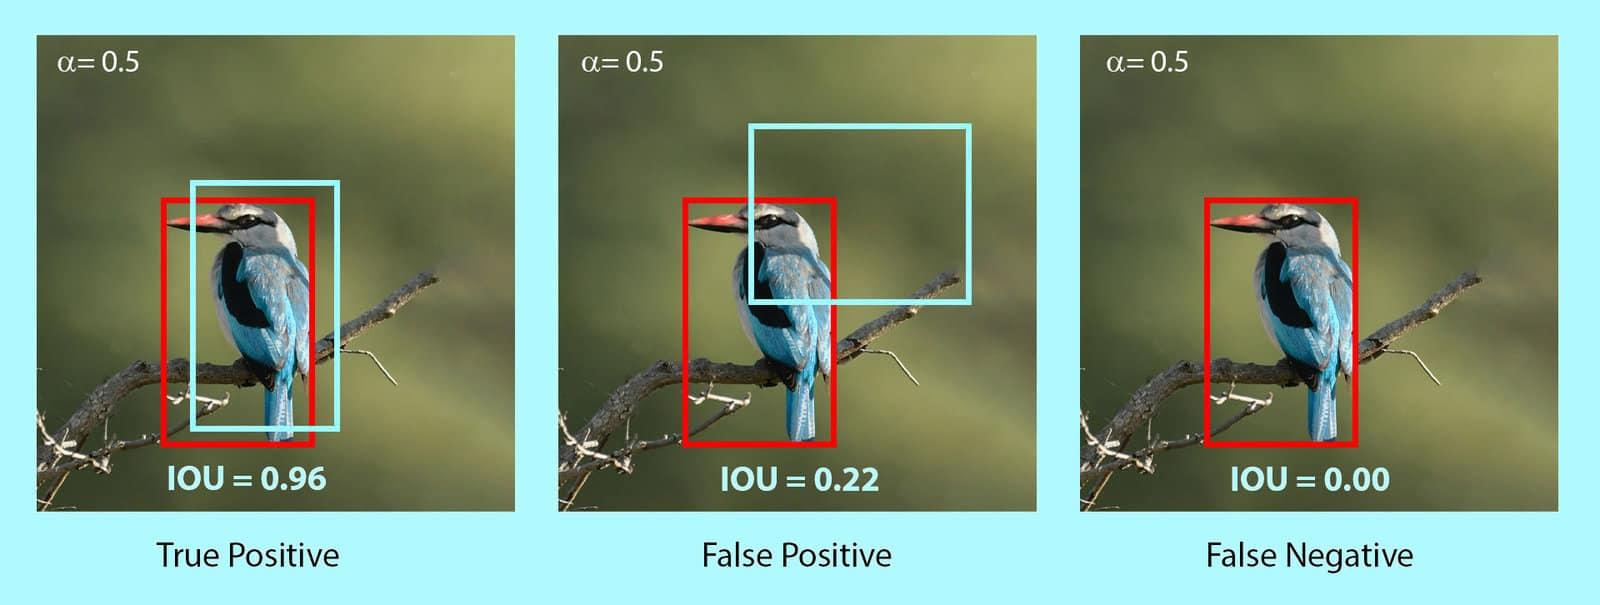 α= 0.5
α= 0.5
α= 0.5
IOU = 0.96
IOU = 0.22
IOU = 0.00
True Positive
False Positive
False Negative